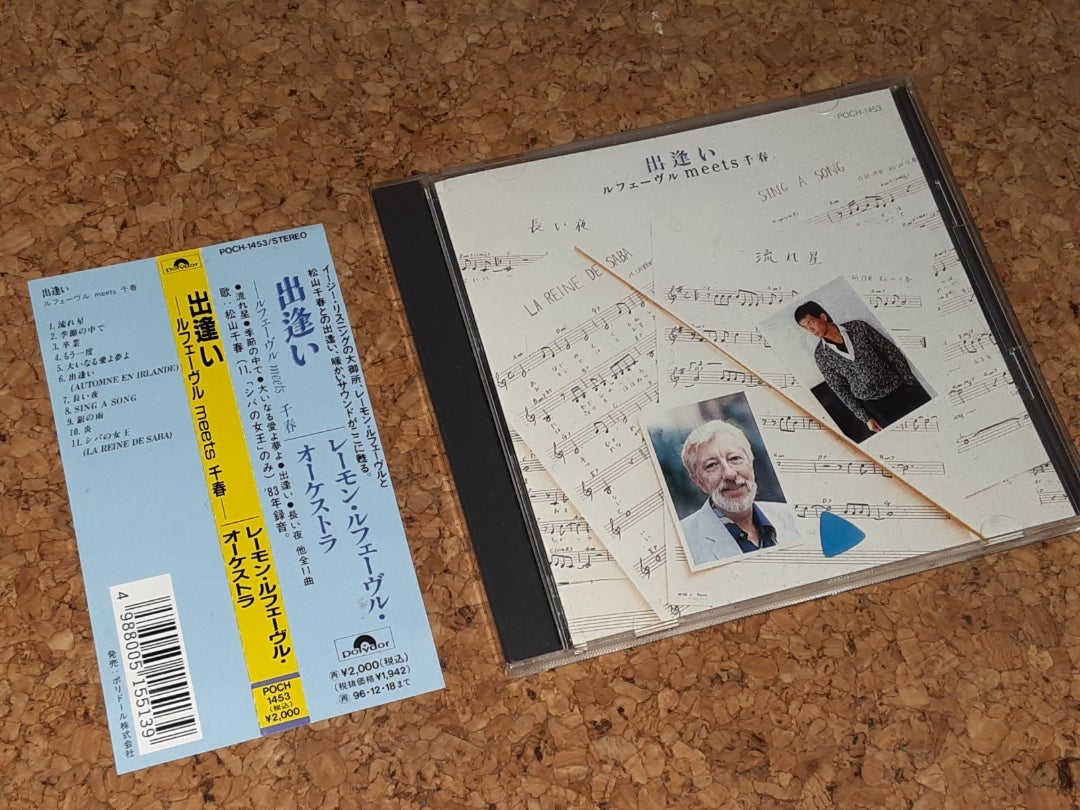 出逢い
ルフェーヴル meets 千春
1. 流れ星
2. 季節の中で
3. 卒業
4. もう一度
5. 大いなる愛よ夢よ
6. 出逢い
(AUTOMNE EN IRLANDE)
7. 長い夜
8. SING A SONG
9. 銀の雨
10. 炎
11. シバの女王
(LA REINE DE SABA)
4 988005 155139
発売:ポリドール株式会社
polydor
出逢い
—ルフェーヴル meets 千春—
レーモン・ルフェーヴル・
オーケストラ
POCH
1453
(税込)
¥2,000
POCH-1453/STEREO
イージー・リスニングの大御所、レーモン・ルフェーヴルと
松山千春との出逢い、暖かいサウンドがここに甦る。
●流れ星●季節の中で●大いなる愛よ夢よ●出逢い●長い夜 他全11曲
歌:松山千春(11.「シバの女王」のみ) '83年録音。
出逢い
—ルフェーヴル meets 千春
レーモン・ルフェーヴル・
オーケストラ
polydor
再 ¥2,000(税込)
(税抜価格¥1,942)
再 96・12・18まで
POCH-1453
出逢い
ルフェーヴル meets 千春
長い夜
SING A SONG
LA REINE DE SABA
流れ星